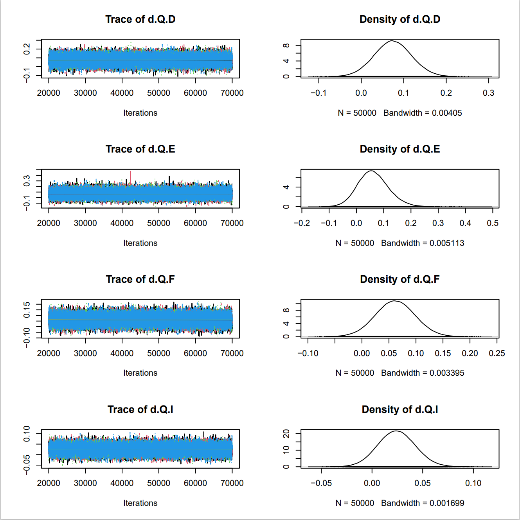 Trace of d.Q.D
Density of d.Q.D
0.2
−0.1
20000 30000 40000 50000 60000 70000
Iterations
8
4
0
−0.1 0.0 0.1 0.2 0.3
N = 50000 Bandwidth = 0.00405
Trace of d.Q.E
Density of d.Q.E
0.3
−0.1
20000 30000 40000 50000 60000 70000
Iterations
4
0
−0.2 −0.1 0.0 0.1 0.2 0.3 0.4 0.5
N = 50000 Bandwidth = 0.005113
Trace of d.Q.F
Density of d.Q.F
0.15
−0.10
20000 30000 40000 50000 60000 70000
Iterations
8
4
0
−0.10 0.00 0.05 0.10 0.15 0.20 0.25
N = 50000 Bandwidth = 0.003395
Trace of d.Q.I
Density of d.Q.I
0.10
−0.05
20000 30000 40000 50000 60000 70000
Iterations
20
10
0
−0.05 0.00 0.05 0.10
N = 50000 Bandwidth = 0.001699